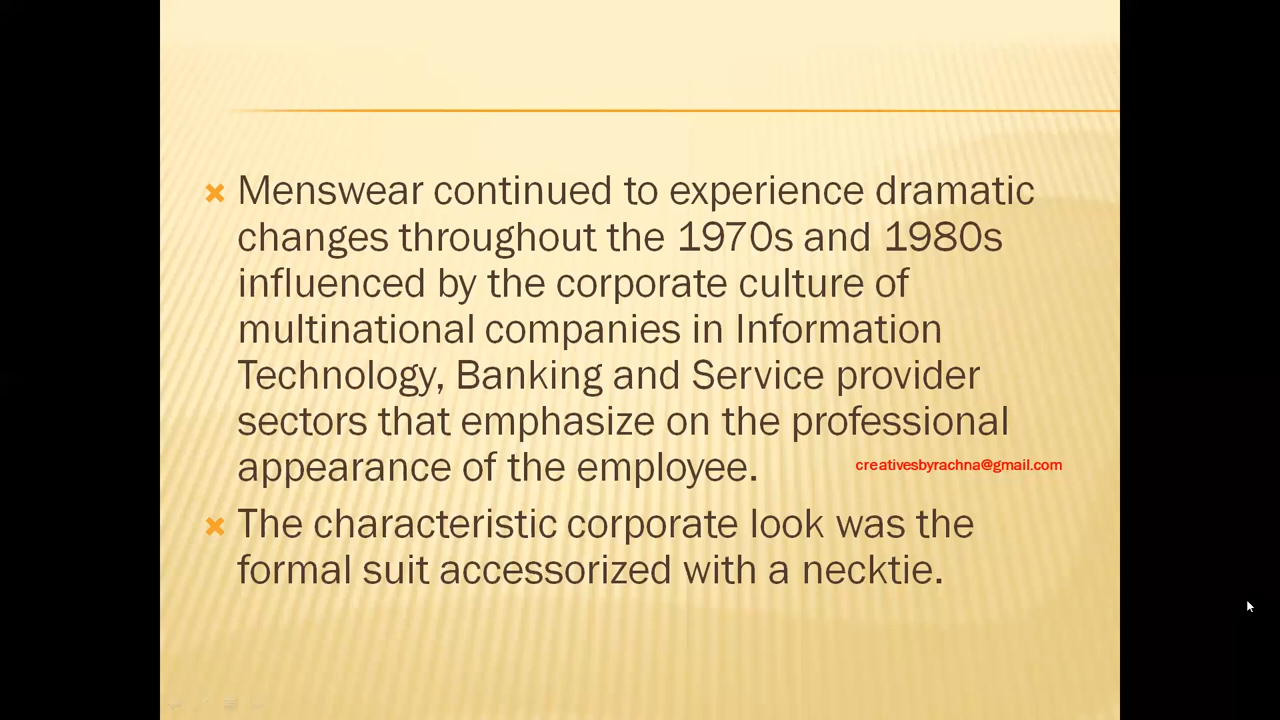 Menswear continued to experience dramatic
changes throughout the 1970s and 1980s
influenced by the corporate culture of
multinational companies in Information
Technology, Banking and Service provider
sectors that emphasize on the professional
appearance of the employee.
creativesbyrachna@gmail.com
The characteristic corporate look was the
formal suit accessorized with a necktie.